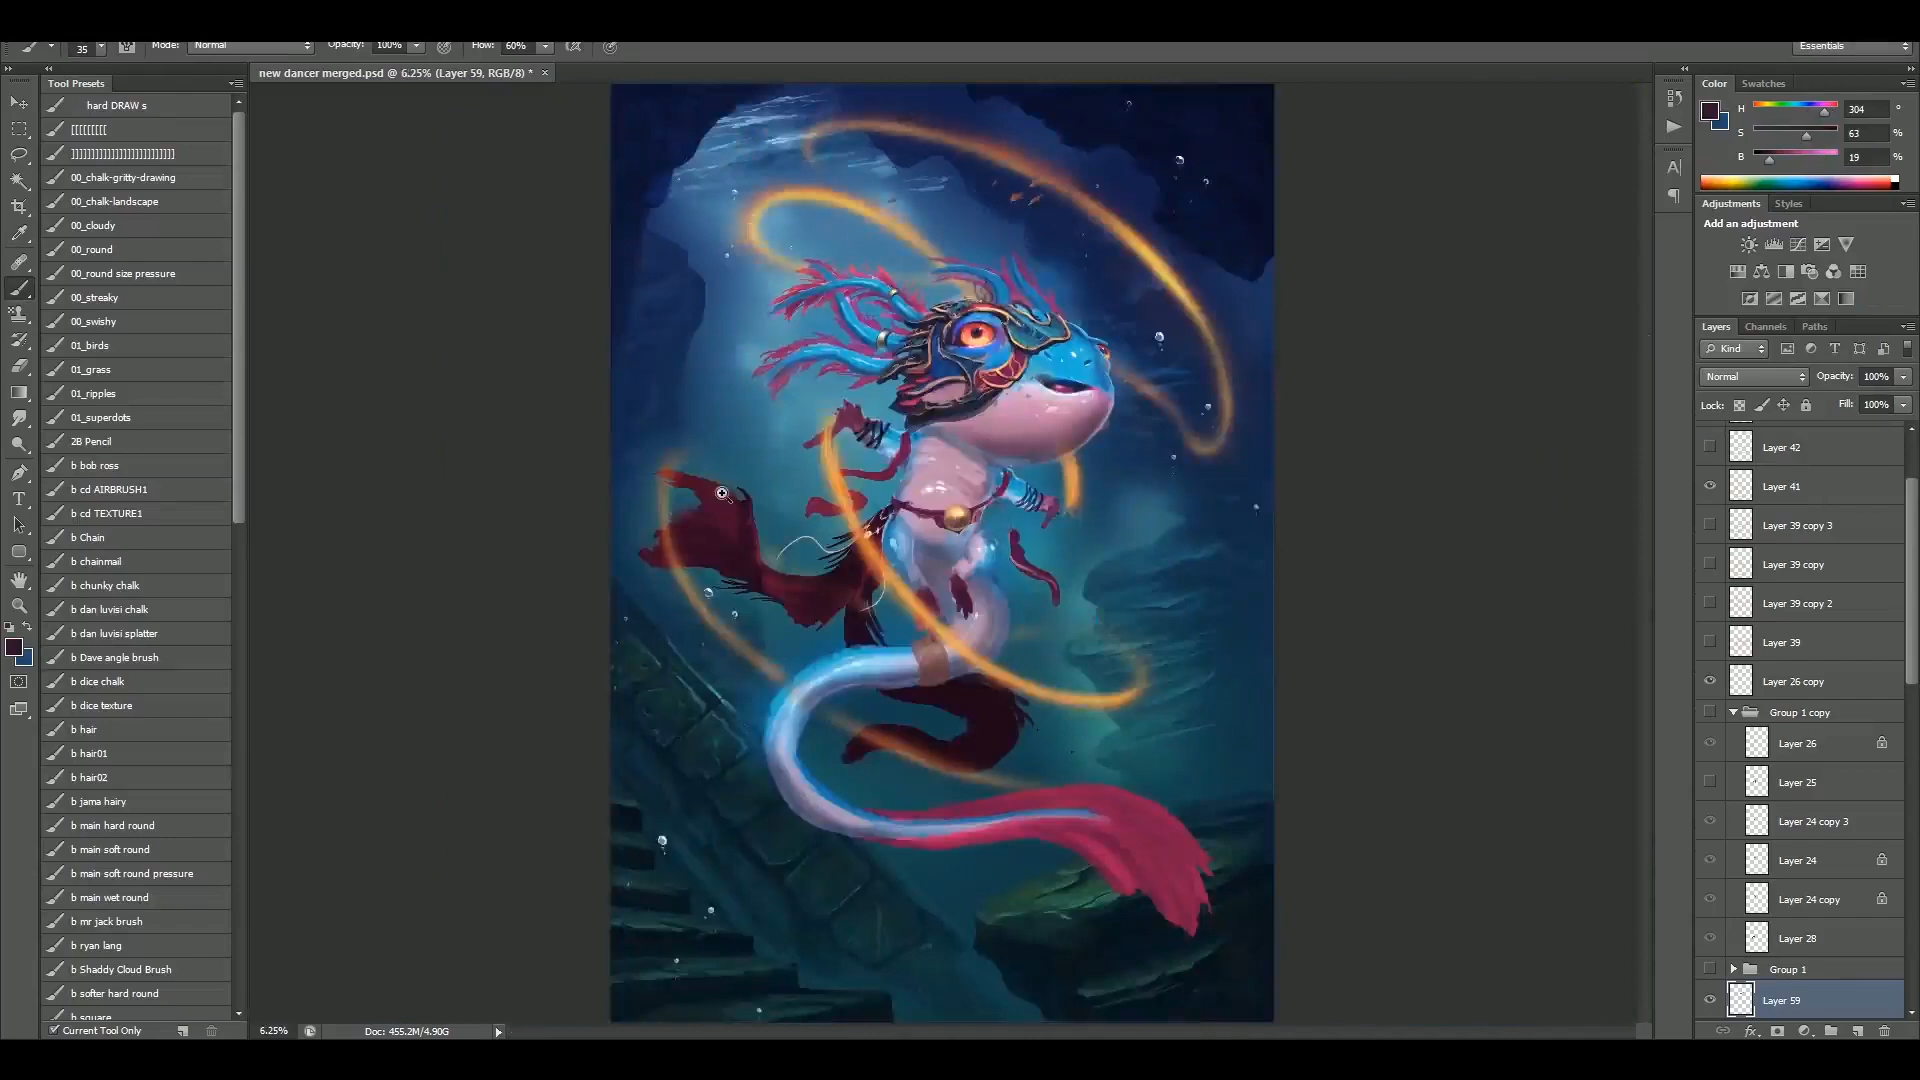 35
Mode:
Normal
Opacity:
100%
Flow:
60%
Essentials
Tool Presets
new dancer merged.psd @ 6.25% (Layer 59, RGB/8) *
Color
Swatches
hard DRAW s
H
304
°
S
63
%
B
19
%
00_chalk-gritty-drawing
00_chalk-landscape
00_cloudy
00_round
00_round size pressure
00_streaky
00_swishy
01_birds
01_grass
01_ripples
01_superdots
2B Pencil
b bob ross
b cd AIRBRUSH1
b cd TEXTURE1
b Chain
b chainmail
b chunky chalk
b dan luvisi chalk
b dan luvisi splatter
b Dave angle brush
b dice chalk
b dice texture
b hair
b hair01
b hair02
b jama hairy
b main hard round
b main soft round
b main soft round pressure
b main wet round
b mr jack brush
b ryan lang
b Shaddy Cloud Brush
b softer hard round
b square
Current Tool Only
6.25%
Doc: 455.2M/4.90G
Adjustments
Styles
Add an adjustment
Layers
Channels
Paths
Kind
Normal
Opacity:
100%
Lock:
Fill:
100%
Layer 42
Layer 41
Layer 39 copy 3
Layer 39 copy
Layer 39 copy 2
Layer 39
Layer 26 copy
Group 1 copy
Layer 26
Layer 25
Layer 24 copy 3
Layer 24
Layer 24 copy
Layer 28
Group 1
Layer 59